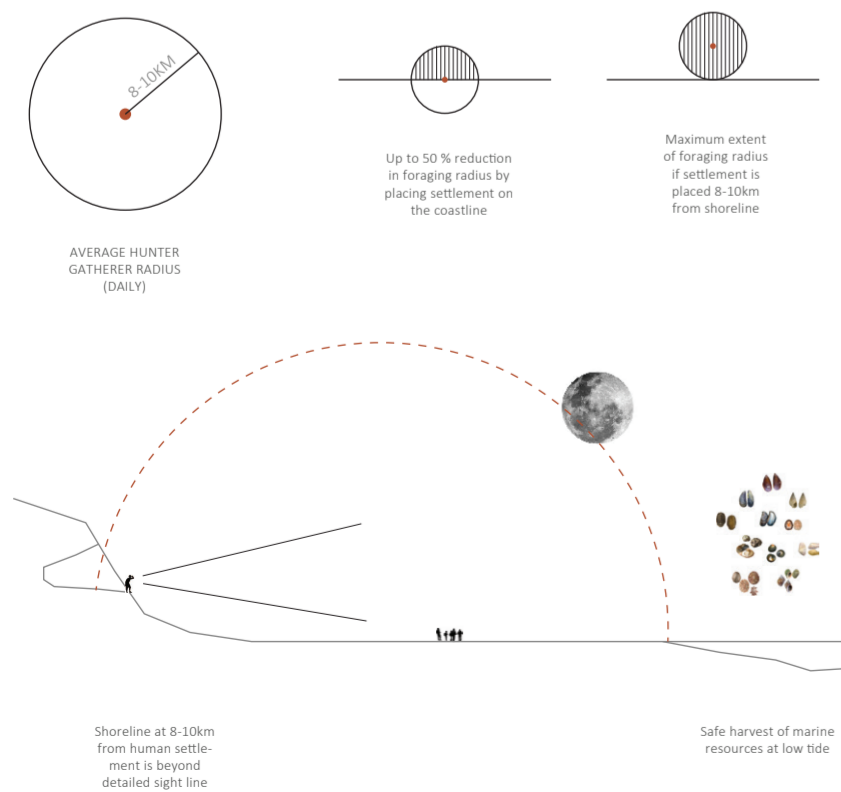 8-10KM
AVERAGE HUNTER
GATHERER RADIUS
(DAILY)
Up to 50 % reduction
in foraging radius by
placing settlement on
the coastline
Maximum extent
of foraging radius
if settlement is
placed 8-10km
from shoreline
Shoreline at 8-10km
from human settle-
ment is beyond
detailed sight line
Safe harvest of marine
resources at low tide